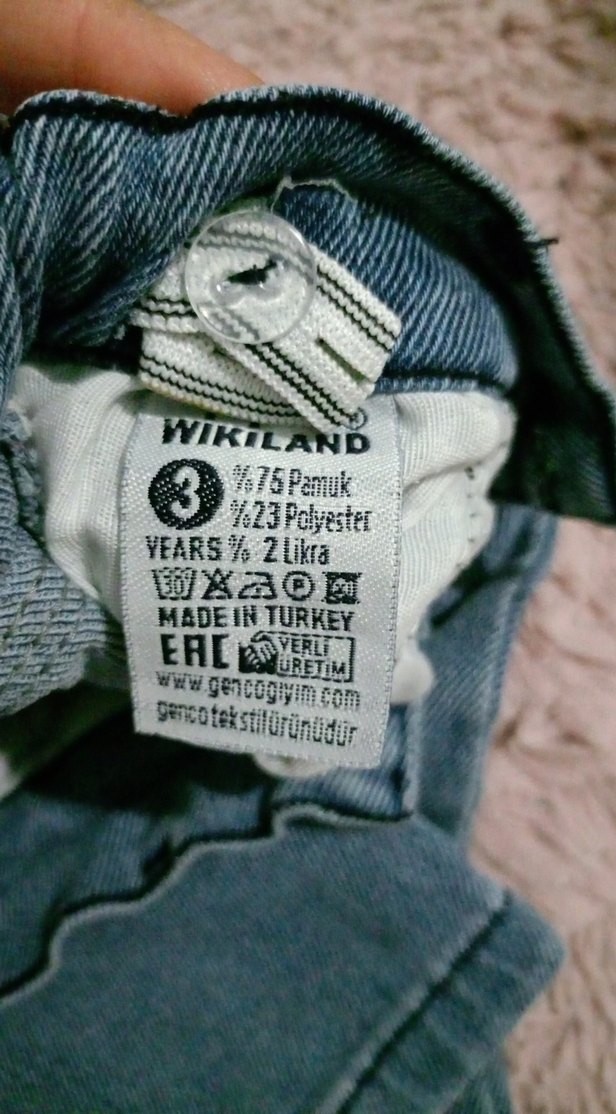 WIKILAND
3 %75 Pamuk
%23 Polyester
YEARS % 2 Likra
30 P
MADE IN TURKEY
EAC YERLİ ÜRETİM
www.gencogiyim.com
gencotekstilürünüdür